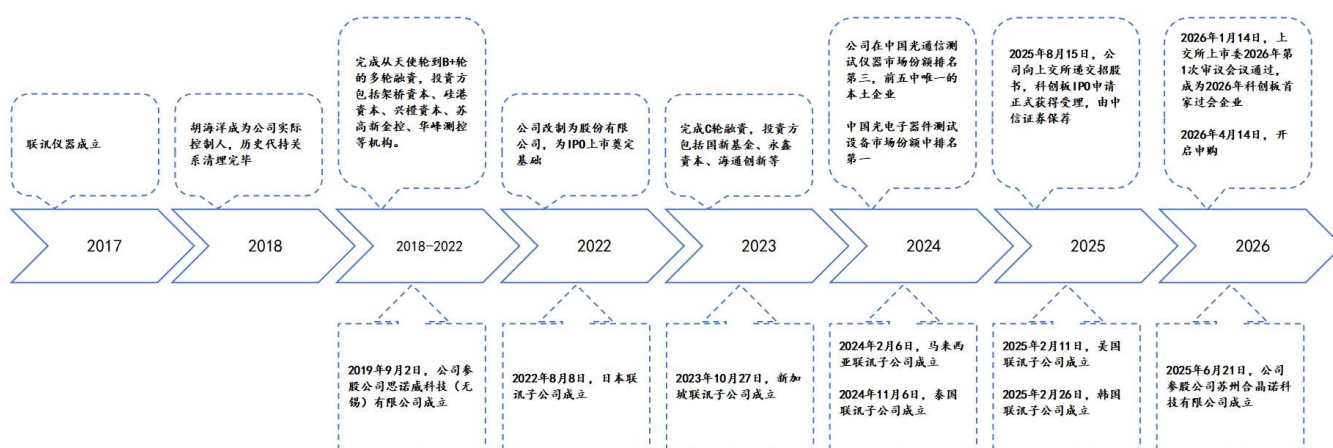 联讯仪器成立
胡海洋成为公司实际
控制人，历史代持关
系清理完毕
完成从天使轮到B+轮
的多轮融资，投资方
包括架桥资本、硅港
资本、兴橙资本、苏
高新金控、华峰测控
等机构。
公司改制为股份有限
公司，为IPO上市奠定
基础
完成C轮融资，投资方
包括国新基金、永鑫
资本、海通创新等
公司在中国光通信测
试仪器市场份额排名
第三，前五中唯一的
本土企业
中国光电子器件测试
设备市场份额中排名
第一
2025年8月15日，公
司向上交所递交招股
书，科创板IPO申请
正式获得受理，由中
信证券保荐
2026年1月14日，上
交所上市委2026年第
1次审议会议通过，
成为2026年科创板首
家过会企业
2026年4月14日，开
启申购
2017
2018
2018-2022
2022
2023
2024
2025
2026
2019年9月2日，公司参
股公司思诺威科技（无
锡）有限公司成立
2022年8月8日，日本联
讯子公司成立
2023年10月27日，新加
坡联讯子公司成立
2024年2月6日，马来西
亚联讯子公司成立
2024年11月6日，泰国
联讯子公司成立
2025年2月11日，美国
联讯子公司成立
2025年2月26日，韩国
联讯子公司成立
2025年6月21日，公司
参股公司苏州合晶诺科
技有限公司成立